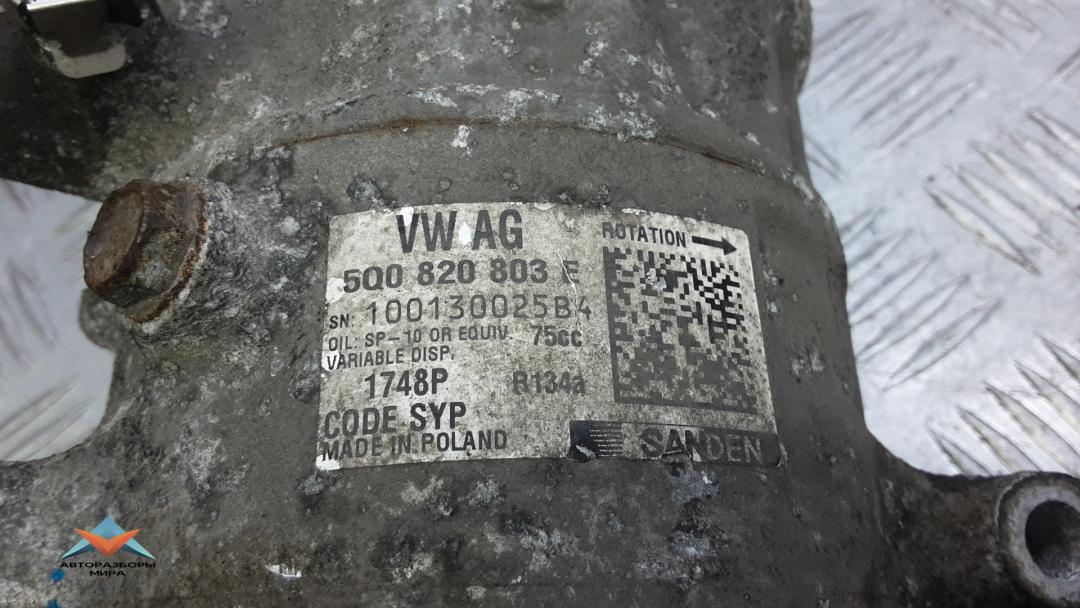 VW AG
ROTATION
5Q0 820 803 E
SN: 100130025B4
OIL: SP-10 OR EQUIV. 75cc
VARIABLE DISP.
1748P R134a
CODE SYP
MADE IN POLAND
SANDEN
АВТОРАЗБОРЫ
МИРА